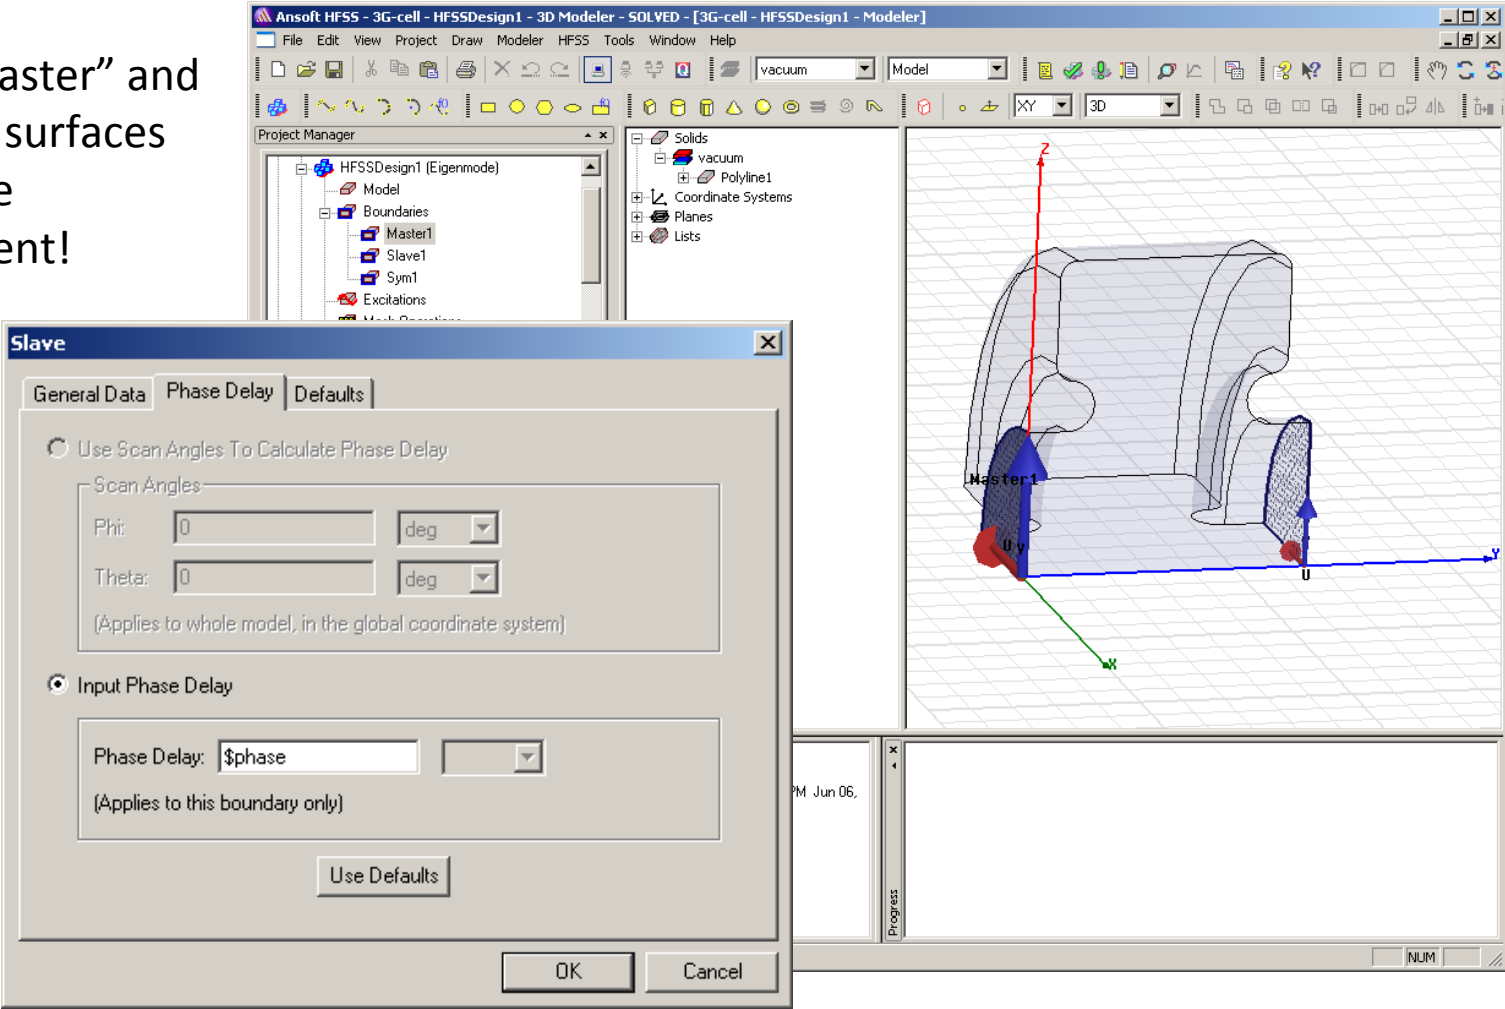 aster” and
surfaces
e
ent!
Ansoft HFSS - 3G-cell - HFSSDesign1 - 3D Modeler - SOLVED - [3G-cell - HFSSDesign1 - Modeler]
File Edit View Project Draw Modeler HFSS Tools Window Help
vacuum Model
XY 3D
Project Manager
HFSSDesign1 (Eigenmode)
Model
Boundaries
Master1
Slave1
Sym1
Excitations
Mesh Operations
Solids
vacuum
Polyline1
Coordinate Systems
Planes
Lists
Z
Master1
U v
U
Y
X
Slave
General Data Phase Delay Defaults
Use Scan Angles To Calculate Phase Delay
Scan Angles
Phi: 0 deg
Theta: 0 deg
(Applies to whole model, in the global coordinate system)
Input Phase Delay
Phase Delay: $phase
(Applies to this boundary only)
Use Defaults
OK Cancel
PM Jun 06,
Progress
NUM